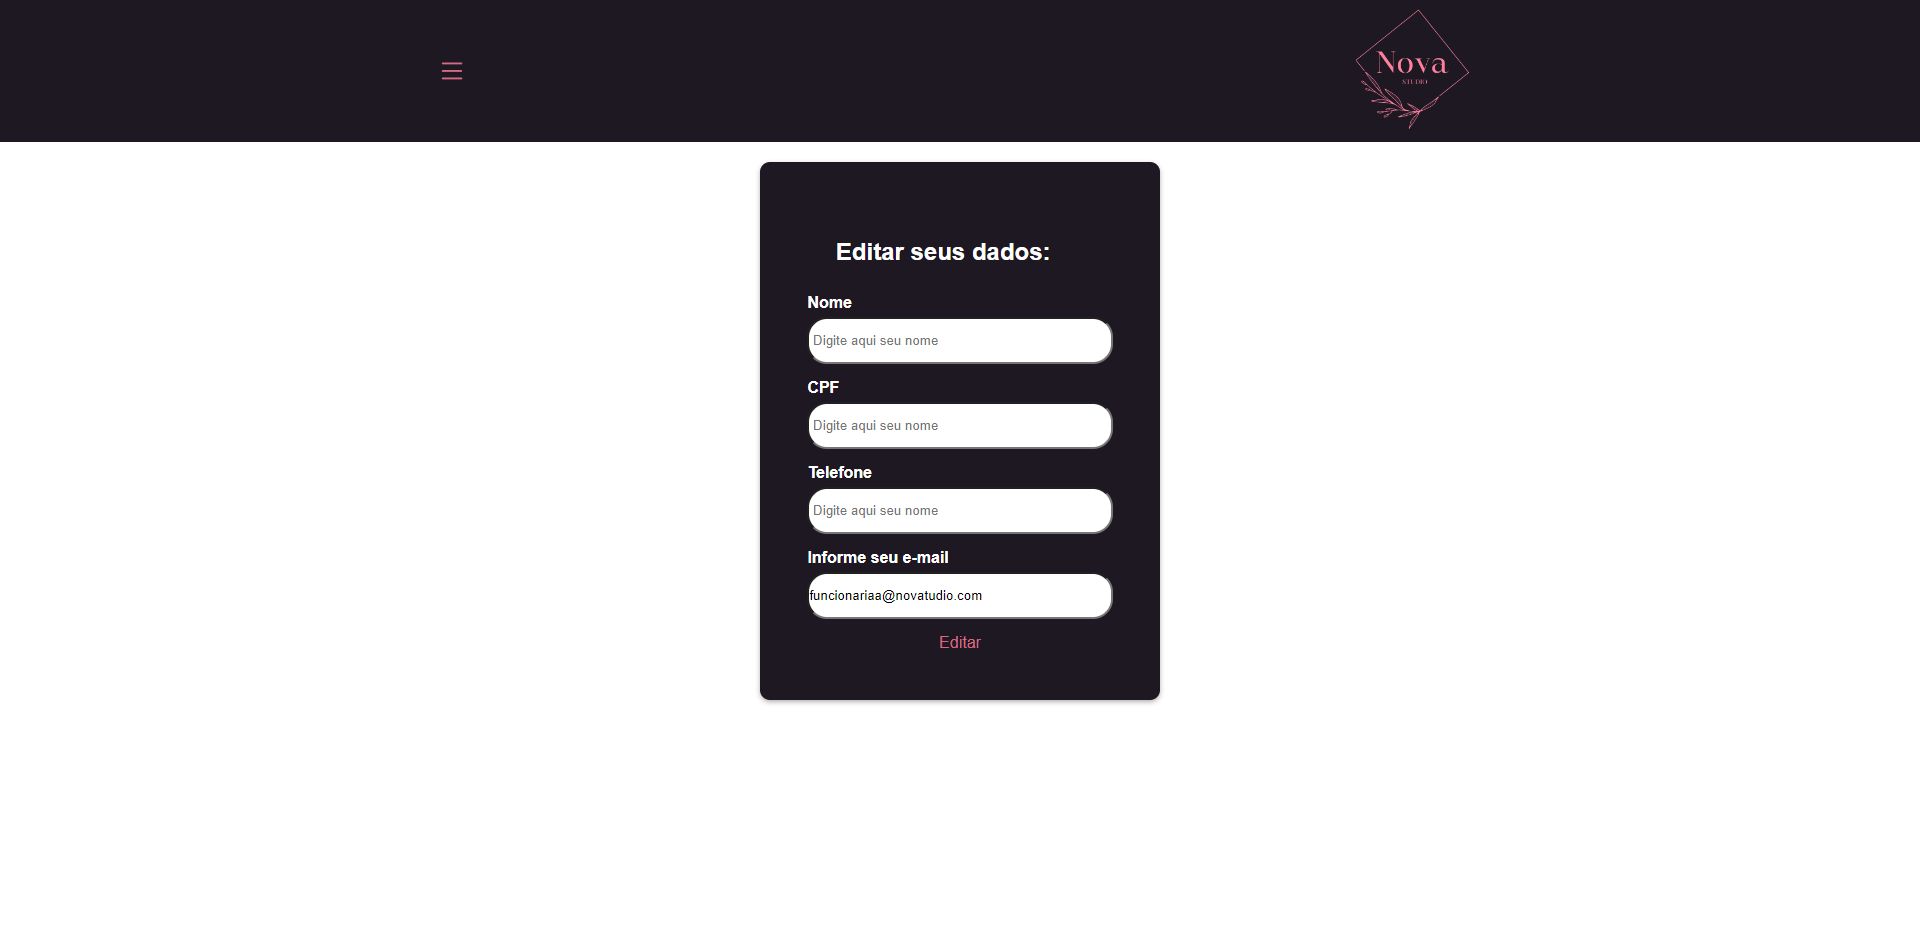 Nova
STUDIO
Editar seus dados:
Nome
Digite aqui seu nome
CPF
Digite aqui seu nome
Telefone
Digite aqui seu nome
Informe seu e-mail
funcionariaa@novatudio.com
Editar